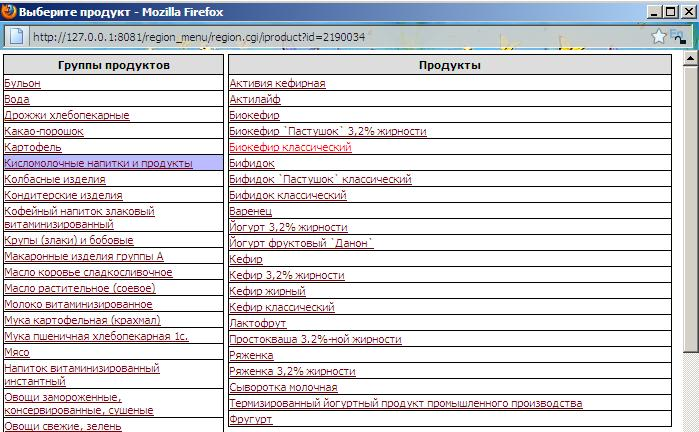 Выберите продукт - Mozilla Firefox
http://127.0.0.1:8081/region_menu/region.cgi/iproduct?id=2190034
Группы продуктов
Бульон
Вода
Дрожжи хлебопекарные
Какао-порошок
Картофель
Кисломолочные напитки и продукты
Колбасные изделия
Кондитерские изделия
Кофейный напиток злаковый
витаминизированный
Крупы (злаки) и бобовые
Макаронные изделия группы А
Масло коровье сладкосливочное
Масло растительное (соевое)
Молоко витаминизированное
Мука картофельная (крахмал)
Мука пшеничная хлебопекарная 1с.
Мясо
Напиток витаминизированный
инстантный
Овощи замороженные,
консервированные, сушеные
Овощи свежие, зелень
Продукты
Активия кефирная
Актилайф
Биокефир
Биокефир `Пастушок` 3,2% жирности
Биокефир классический
Бифидок
Бифидок `Пастушок` классический
Бифидок классический
Варенец
Йогурт 3,2% жирности
Йогурт фруктовый `Данон`
Кефир
Кефир 3,2% жирности
Кефир жирный
Кефир классический
Лактофрут
Простокваша 3,2%-ной жирности
Ряженка
Ряженка 3,2% жирности
Сыворотка молочная
Термизированный йогуртный продукт промышленного производства
Фругурт